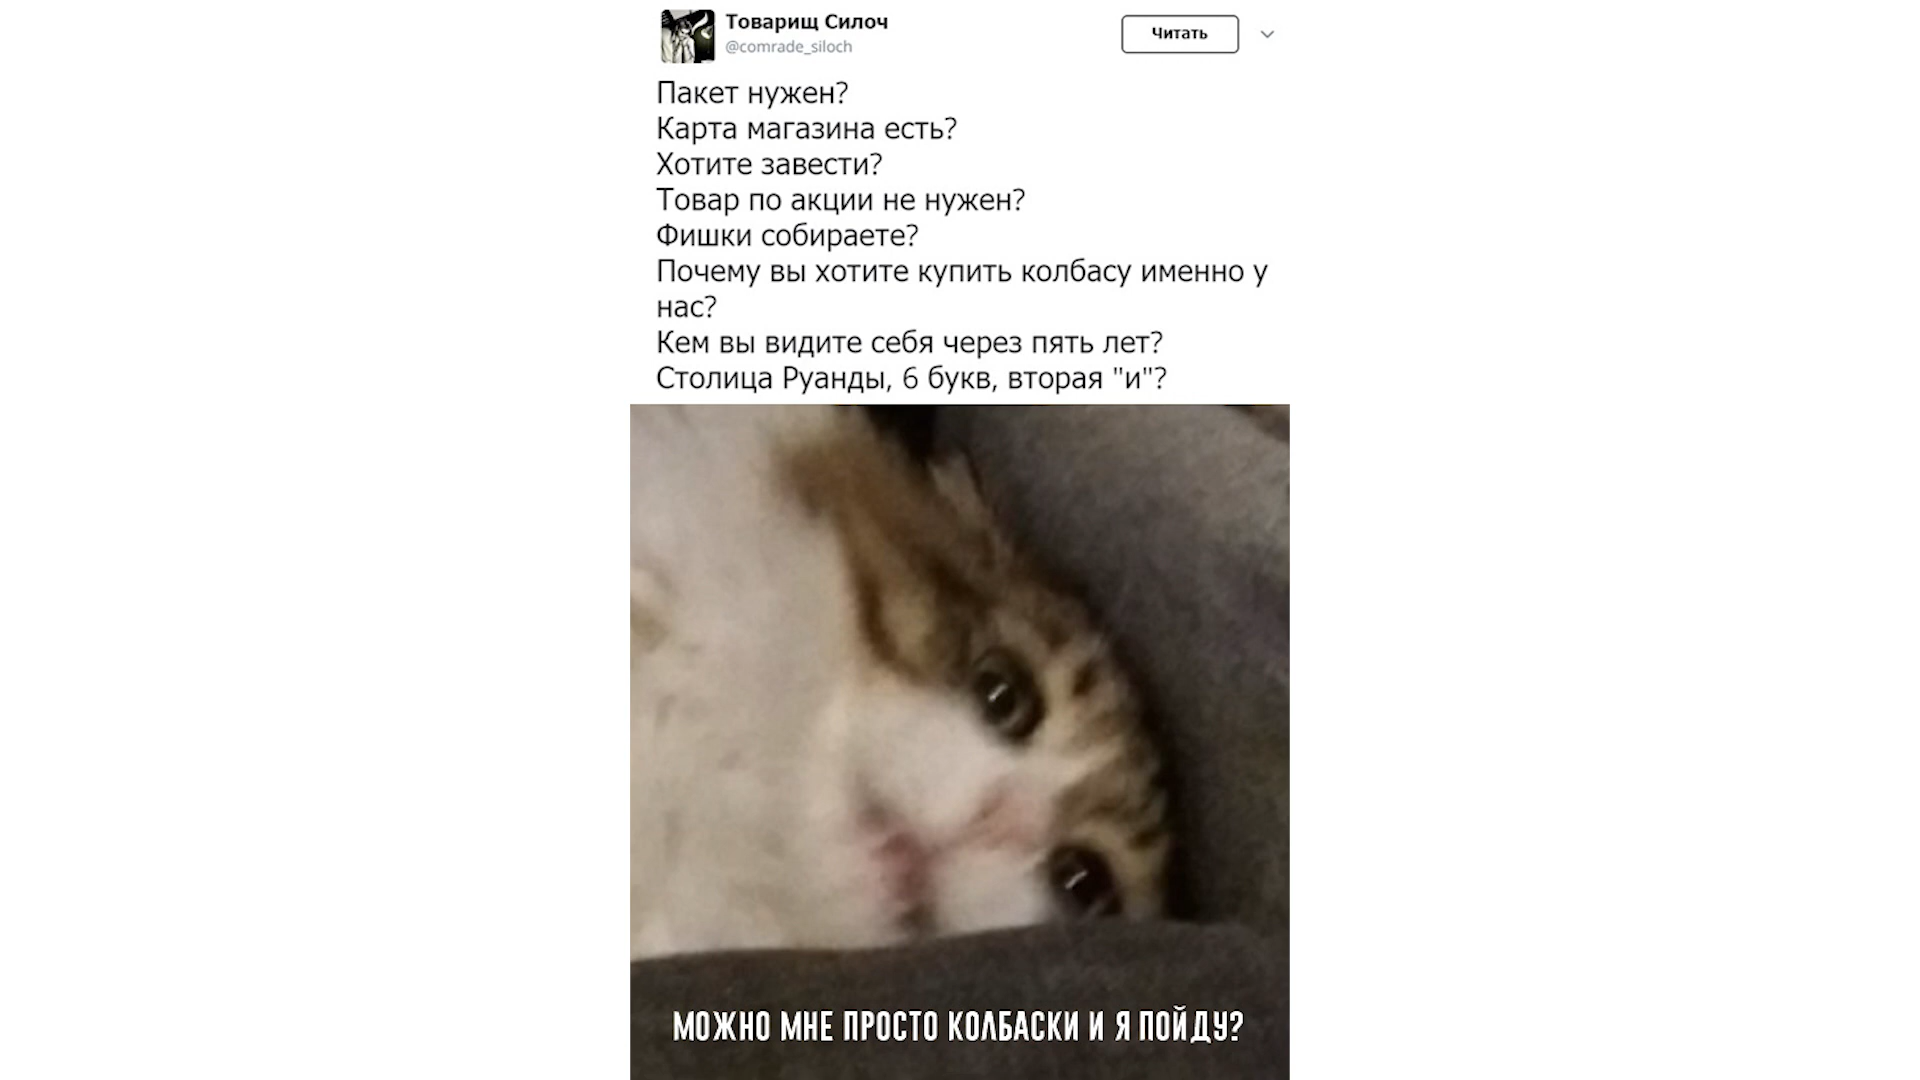 Товарищ Силоч
@comrade_siloch
Читать
Пакет нужен?
Карта магазина есть?
Хотите завести?
Товар по акции не нужен?
Фишки собираете?
Почему вы хотите купить колбасу именно у
нас?
Кем вы видите себя через пять лет?
Столица Руанды, 6 букв, вторая "и"?
МОЖНО МНЕ ПРОСТО КОЛБАСКИ И Я ПОЙДУ?